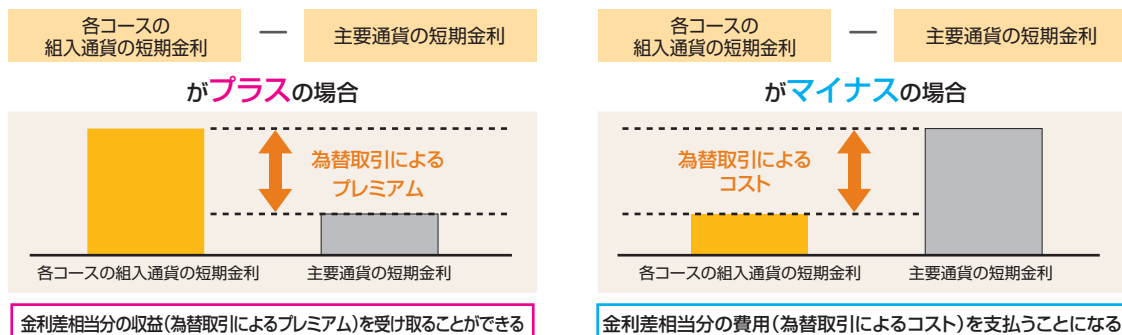 各コースの
組入通貨の短期金利
ー
主要通貨の短期金利
がプラスの場合
為替取引による
プレミアム
各コースの組入通貨の短期金利
主要通貨の短期金利
金利差相当分の収益(為替取引によるプレミアム)を受け取ることができる
各コースの
組入通貨の短期金利
ー
主要通貨の短期金利
がマイナスの場合
為替取引による
コスト
各コースの組入通貨の短期金利
主要通貨の短期金利
金利差相当分の費用(為替取引によるコスト)を支払うことになる